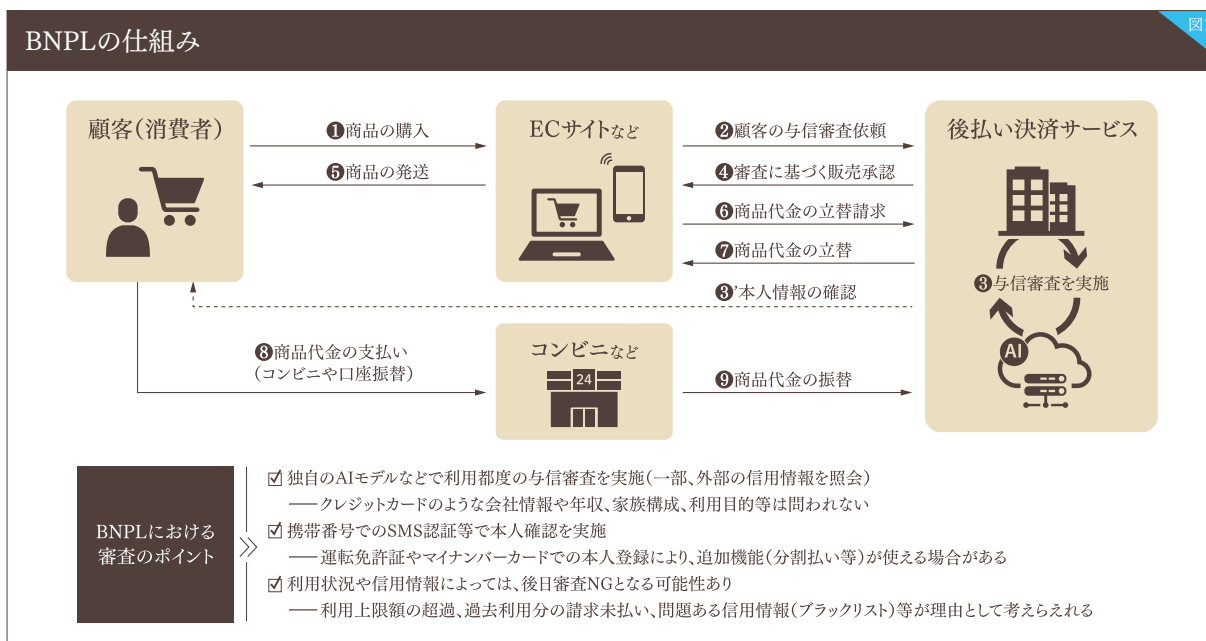 BNPLの仕組み
図
顧客(消費者)
❶商品の購入
❺商品の発送
ECサイトなど
❷顧客の与信審査依頼
❹審査に基づく販売承認
❻商品代金の立替請求
❼商品代金の立替
❸'本人情報の確認
後払い決済サービス
❸与信審査を実施
AI
❽商品代金の支払い
(コンビニや口座振替)
コンビニなど
24
❾商品代金の振替
BNPLにおける
審査のポイント
☑ 独自のAIモデルなどで利用都度の与信審査を実施(一部、外部の信用情報を照会)
──クレジットカードのような会社情報や年収、家族構成、利用目的等は問われない
☑ 携帯番号でのSMS認証等で本人確認を実施
──運転免許証やマイナンバーカードでの本人登録により、追加機能(分割払い等)が使える場合がある
☑ 利用状況や信用情報によっては、後日審査NGとなる可能性あり
──利用上限額の超過、過去利用分の請求未払い、問題ある信用情報(ブラックリスト)等が理由として考えらえれる